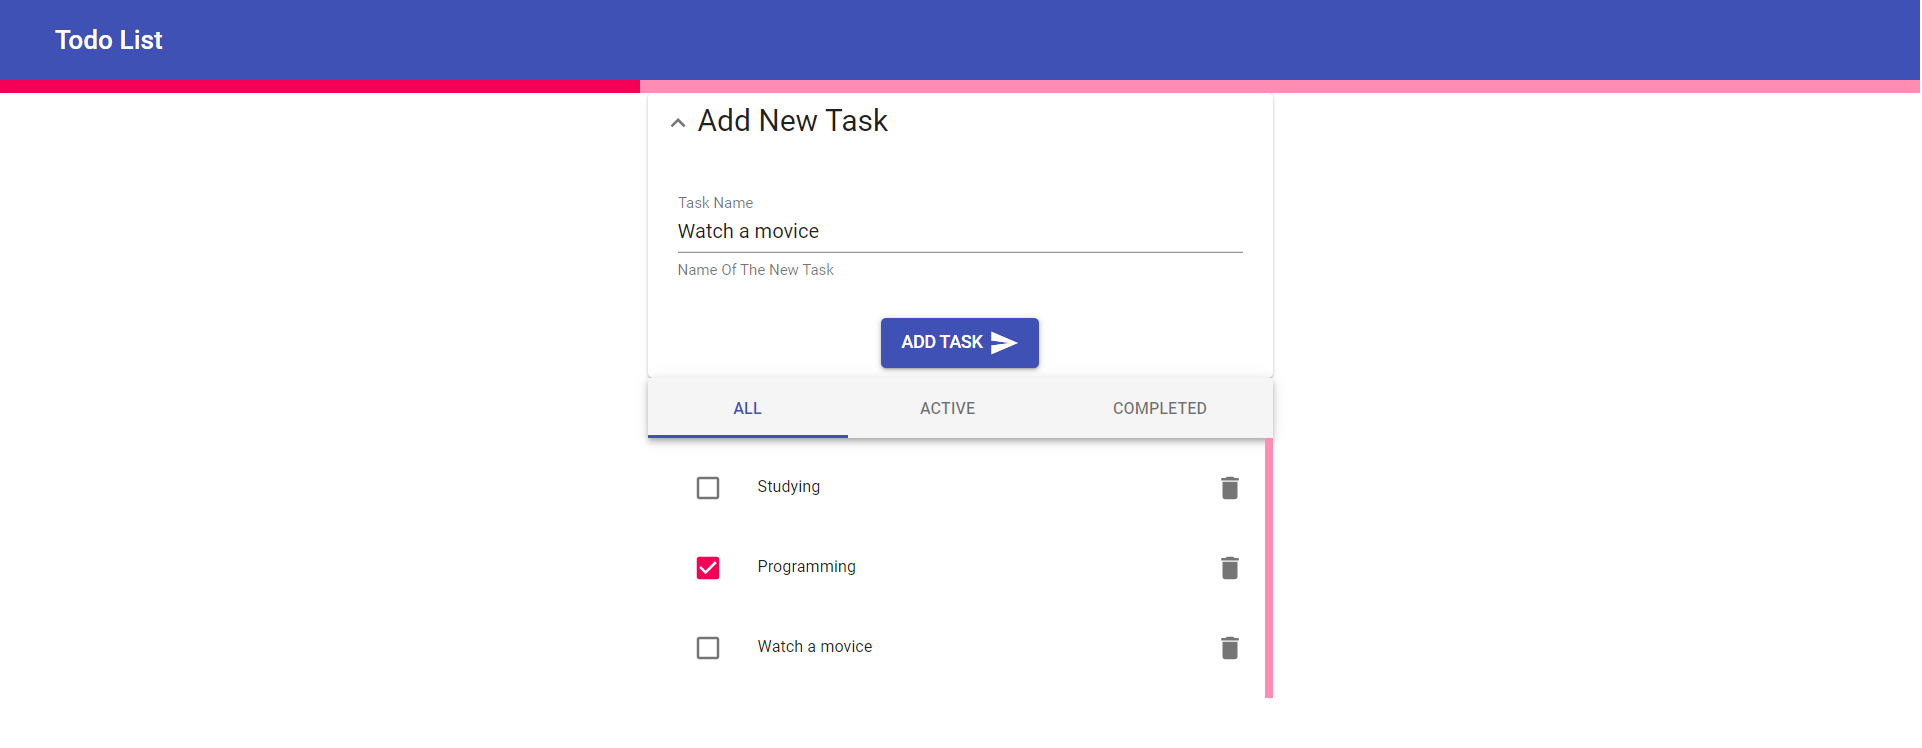 Todo List
Add New Task
Task Name
Watch a movice
Name Of The New Task
ADD TASK
ALL ACTIVE COMPLETED
Studying
Programming
Watch a movice